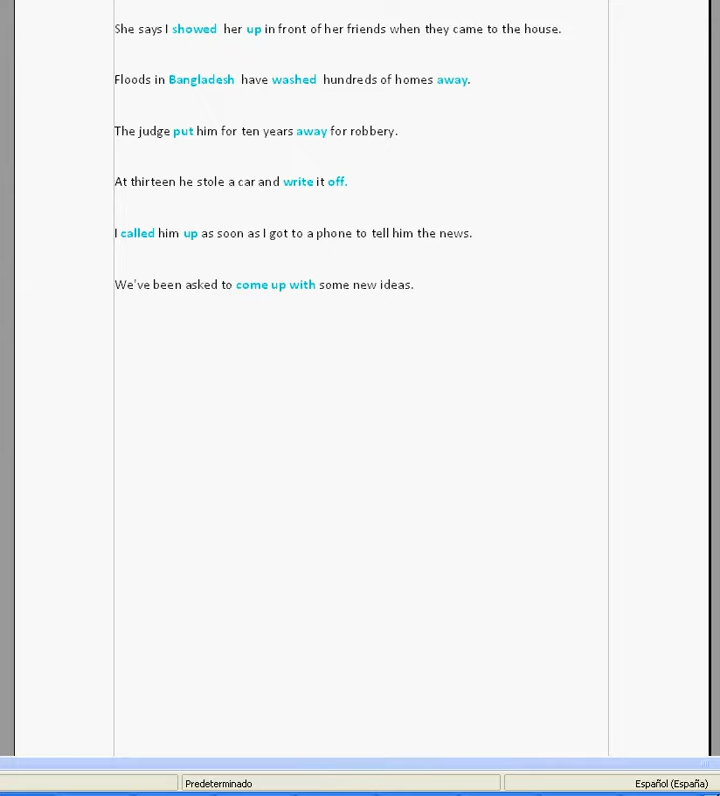 She says I showed her up in front of her friends when they came to the house.
Floods in Bangladesh have washed hundreds of homes away.
The judge put him for ten years away for robbery.
At thirteen he stole a car and write it off.
I called him up as soon as I got to a phone to tell him the news.
We've been asked to come up with some new ideas.
Predeterminado Español (España)